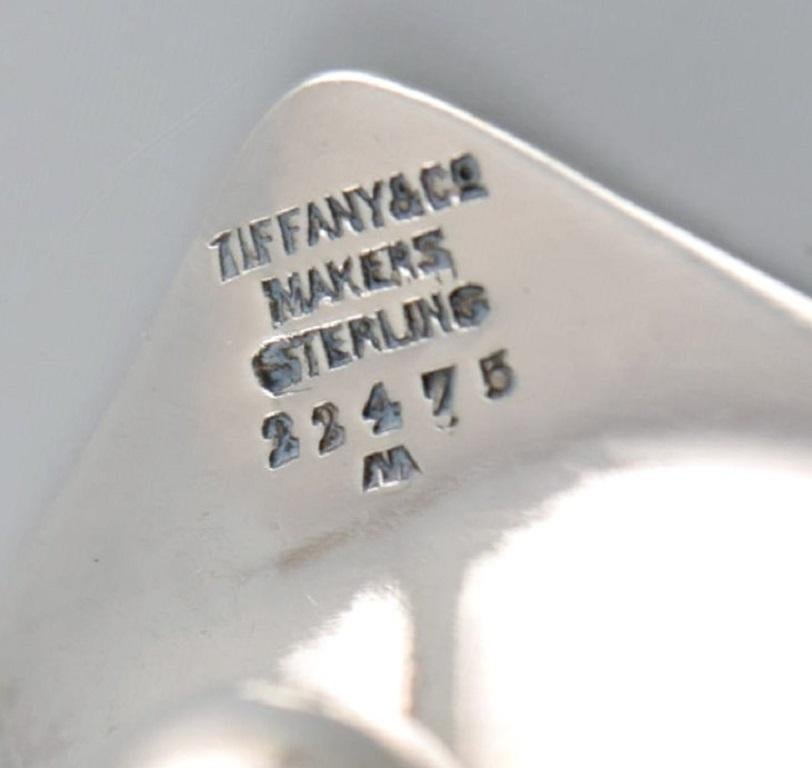 TIFFANY & CO
MAKERS
STERLING
22475
M